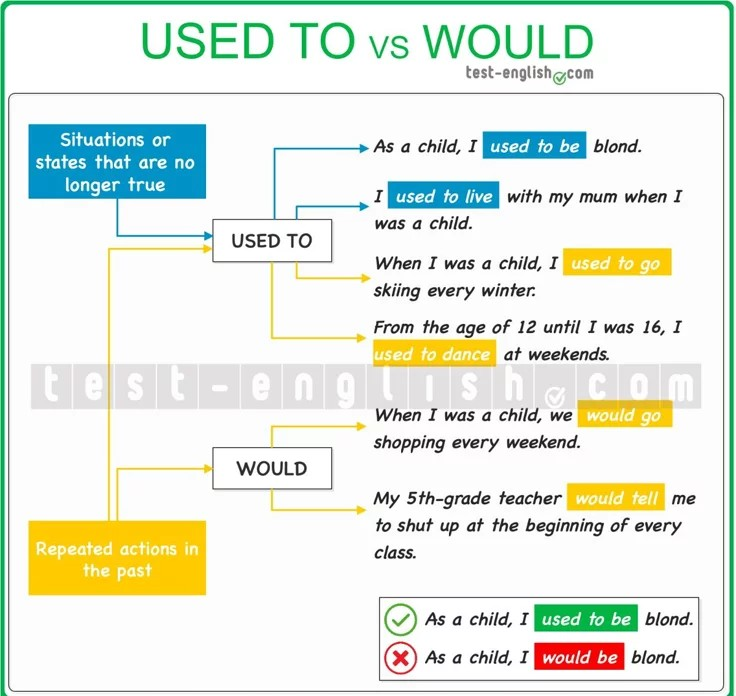 USED TO vs WOULD
test-english.com
Situations or
states that are no
longer true
USED TO
As a child, I used to be blond.
I used to live with my mum when I
was a child.
When I was a child, I used to go
skiing every winter.
From the age of 12 until I was 16, I
used to dance at weekends.
test-english.com
Repeated actions in
the past
WOULD
When I was a child, we would go
shopping every weekend.
My 5th-grade teacher would tell me
to shut up at the beginning of every
class.
As a child, I used to be blond.
As a child, I would be blond.